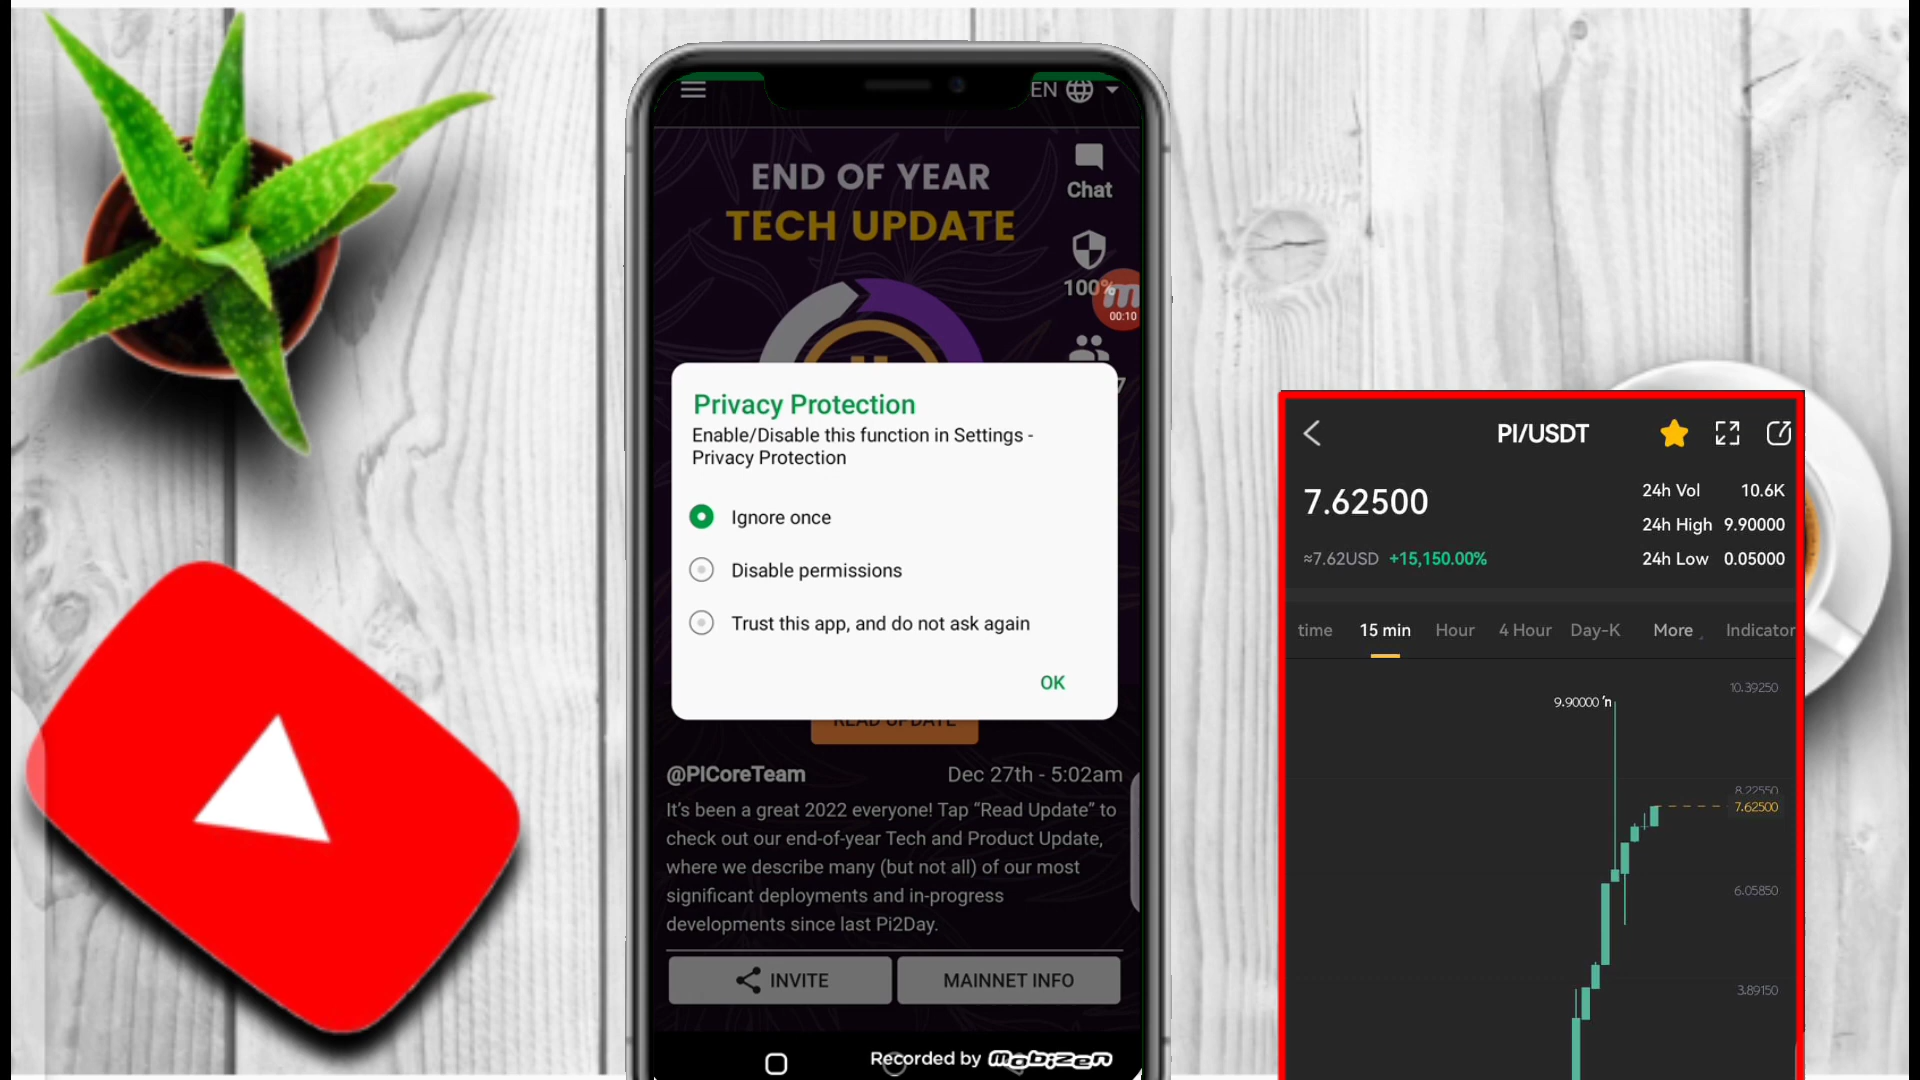 EN
END OF YEAR
TECH UPDATE
Chat
100%
m
00:10
7
Privacy Protection
Enable/Disable this function in Settings -
Privacy Protection
Ignore once
Disable permissions
Trust this app, and do not ask again
OK
READ UPDATE
@PICoreTeam
Dec 27th - 5:02am
It's been a great 2022 everyone! Tap “Read Update” to
check out our end-of-year Tech and Product Update,
where we describe many (but not all) of our most
significant deployments and in-progress
developments since last Pi2Day.
INVITE
MAINNET INFO
Recorded by mobizen
PI/USDT
7.62500
≈7.62USD +15,150.00%
24h Vol 10.6K
24h High 9.90000
24h Low 0.05000
time 15 min Hour 4 Hour Day-K More Indicator
10.39250
9.90000
8.22550
7.62500
6.05850
3.89150